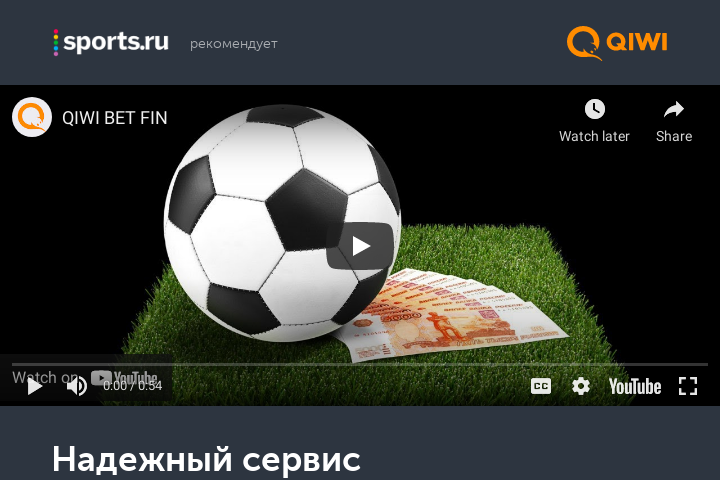 sports.ru рекомендует QIWI
QIWI BET FIN
Watch later Share
Watch on YouTube
0:00 / 0:54
CC YouTube
Надежный сервис